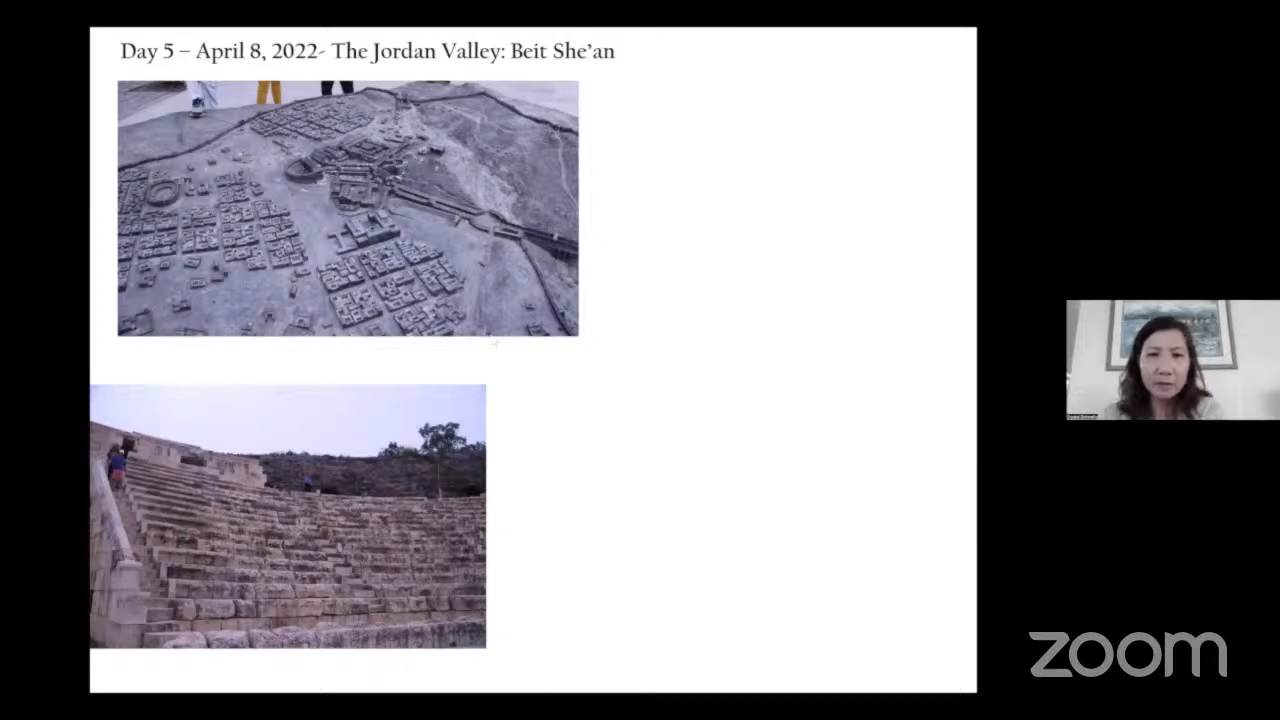 Day 5 – April 8, 2022- The Jordan Valley: Beit She’an
zoom